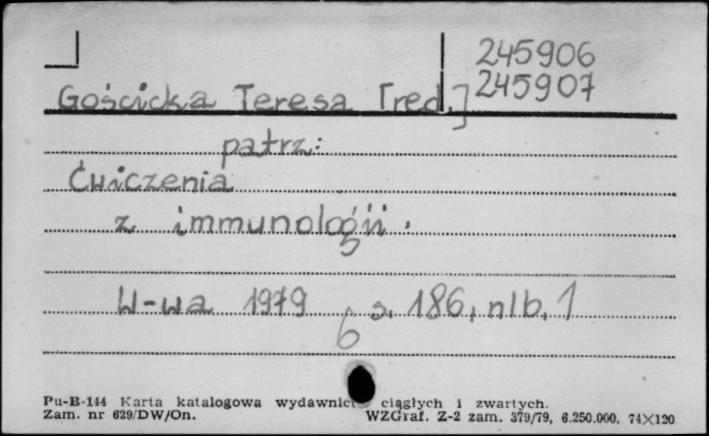 245906
245907
Gościcka Teresa [red.]
patrz:
Ćwiczenia
z immunologii.
W-wa 1979 s. 186, nlb. 1
6
Pu-B-144 Karta katalogowa wydawnictw ciągłych i zwartych.
Zam. nr 629/DW/On. WZGraf. Z-2 zam. 379/79, 6.250.000, 74X120